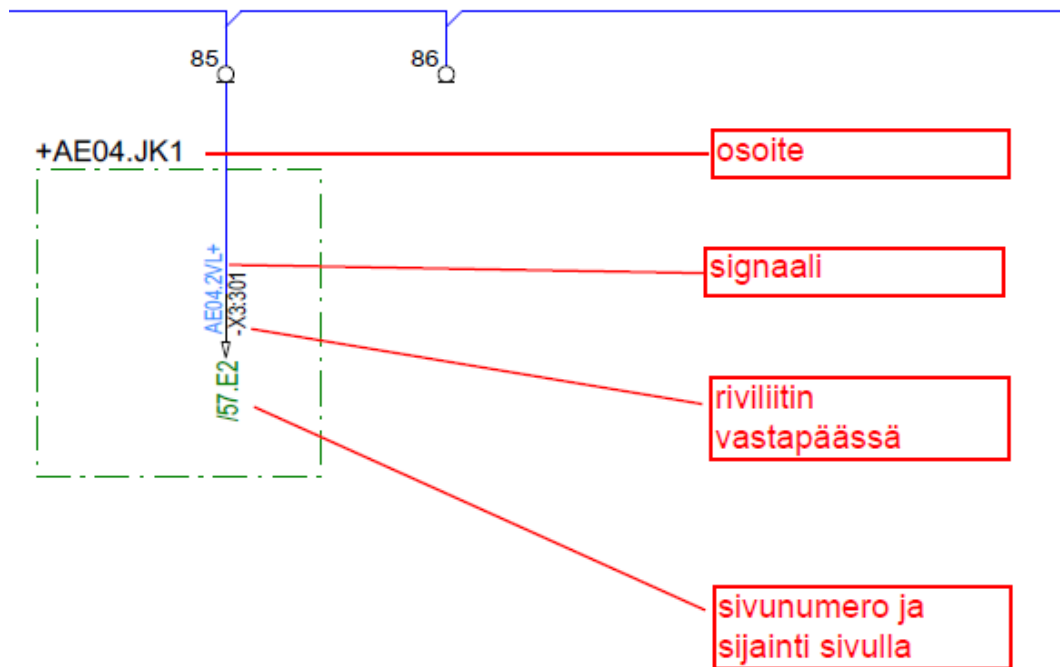 85
86
+AE04.JK1
osoite
AE04.2VL+
-X3:301
signaali
/57.E2
riviliitin
vastapäässä
sivunumero ja
sijainti sivulla